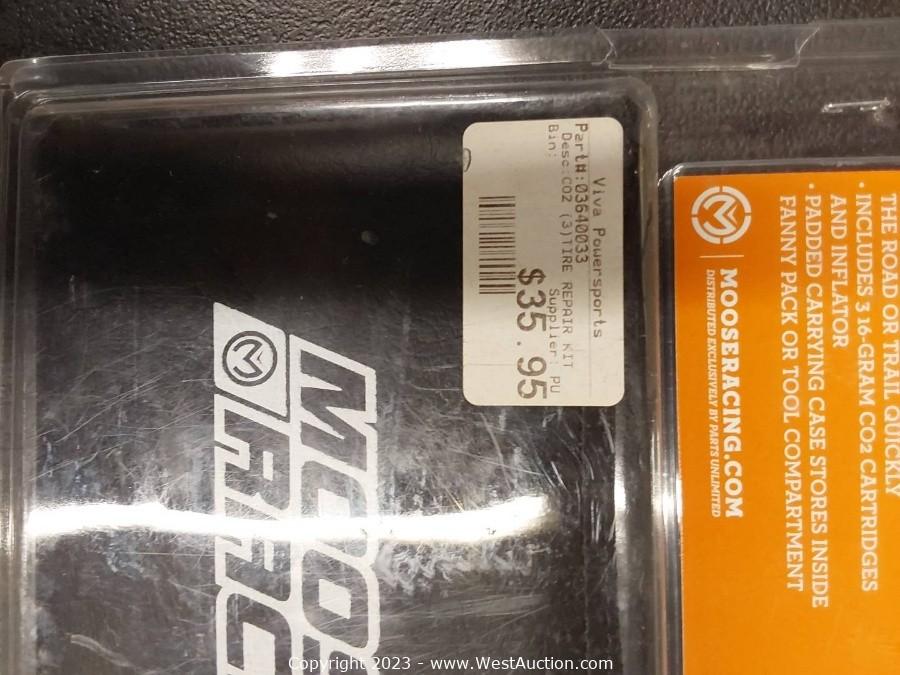 Viva Powersports
Part#:03640033
Desc:CO2 (3)TIRE REPAIR KIT
Bin:
Supplier: PU
$35.95
THE ROAD OR TRAIL QUICKLY
• INCLUDES 3 16-GRAM CO2 CARTRIDGES
AND INFLATOR
• PADDED CARRYING CASE STORES INSIDE
FANNY PACK OR TOOL COMPARTMENT
MOOSERACING.COM
DISTRIBUTED EXCLUSIVELY BY PARTS UNLIMITED
MOOS
RAC
Copyright 2023 - www.WestAuction.com